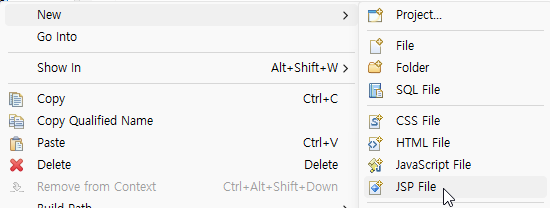 New
Go Into
Show In Alt+Shift+W
Copy Ctrl+C
Copy Qualified Name
Paste Ctrl+V
Delete Delete
Remove from Context Ctrl+Alt+Shift+Down
Build Path
Project...
File
Folder
SQL File
CSS File
HTML File
JavaScript File
JSP File